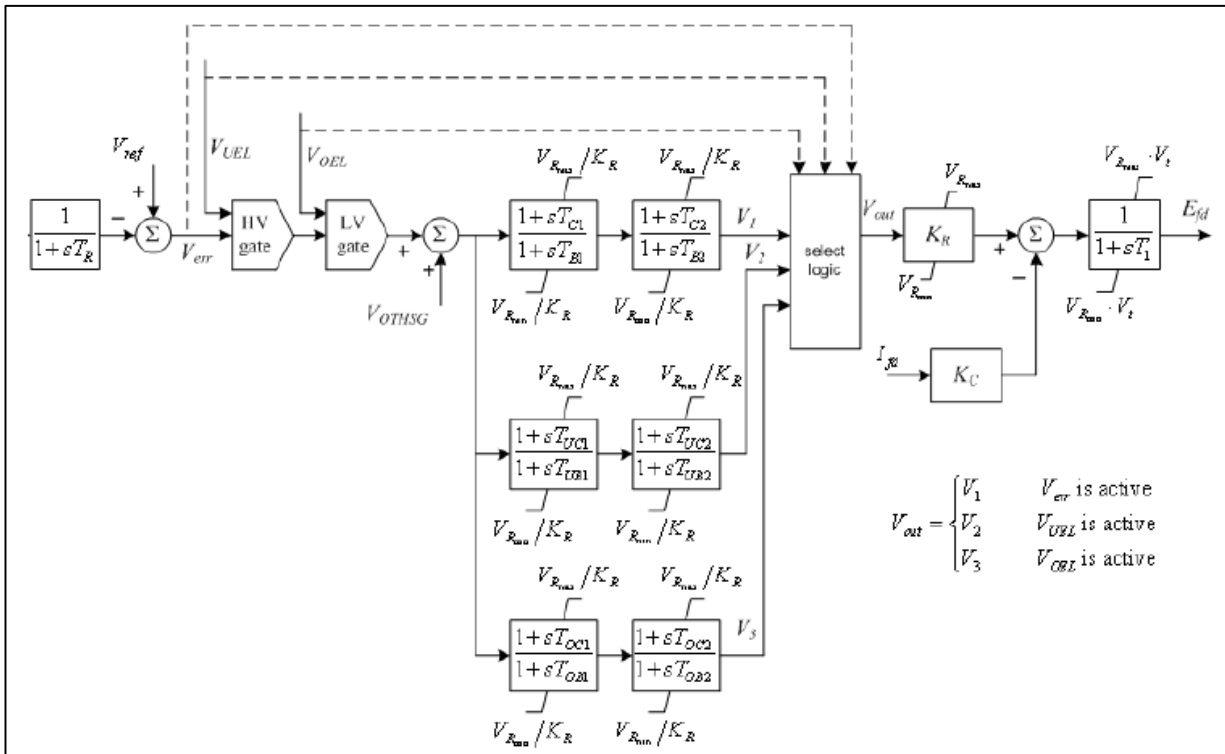 V_ref
V_UEL
V_OEL
+
−
1
1+sT_R
Σ
V_err
HV
gate
LV
gate
+
+
Σ
V_OTHSG
V_Rmax/K_R
1+sT_C1
1+sT_B1
V_Rmin/K_R
V_Rmax/K_R
1+sT_C2
1+sT_B2
V_Rmin/K_R
V_1
V_2
select
logic
V_out
V_Rmax
K_R
V_Rmin
+
−
Σ
V_Rmax · V_t
1
1+sT_1
V_Rmin · V_t
E_fd
I_fd
K_C
V_Rmax/K_R
1+sT_UC1
1+sT_UB1
V_Rmin/K_R
V_Rmax/K_R
1+sT_UC2
1+sT_UB2
V_Rmin/K_R
V_out = { V_1 V_err is active
V_2 V_UEL is active
V_3 V_OEL is active
V_Rmax/K_R
1+sT_OC1
1+sT_OB1
V_Rmin/K_R
V_Rmax/K_R
1+sT_OC2
1+sT_OB2
V_Rmin/K_R
V_3